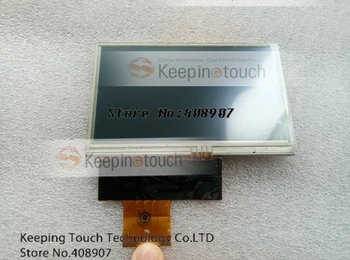 Keepingtouch
Store No:408907
Keepingtouch
Keeping Touch Technology Co.LTD
Store No.408907